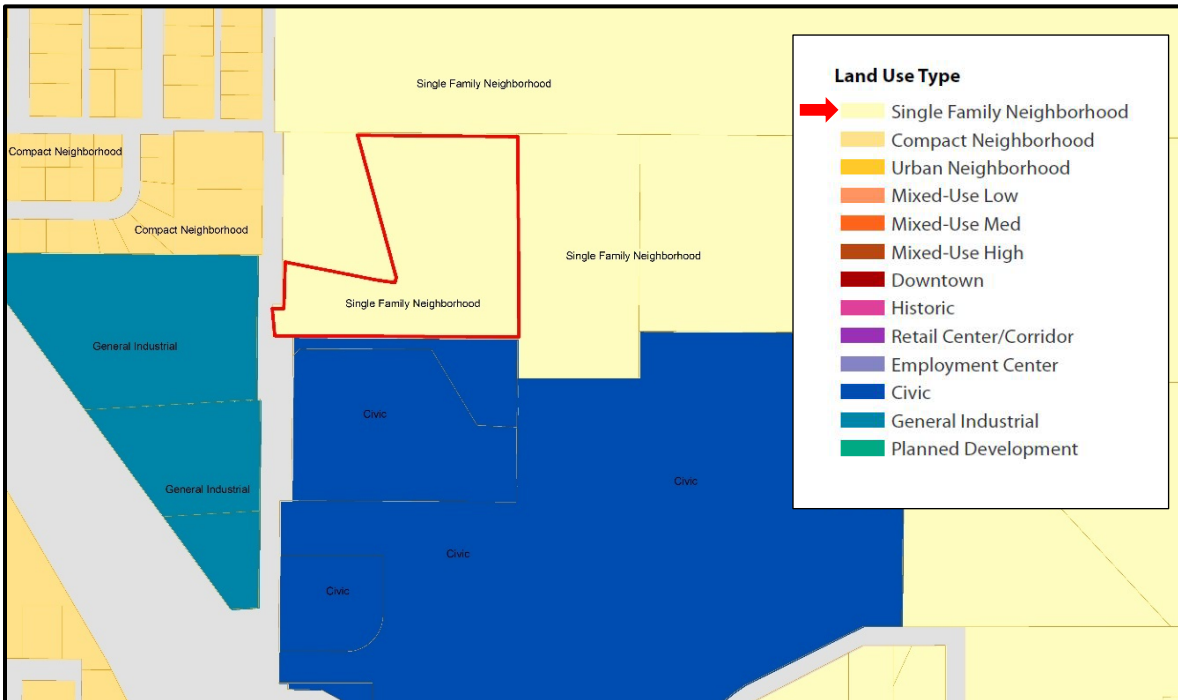 Single Family Neighborhood
Compact Neighborhood
Compact Neighborhood
Single Family Neighborhood
Single Family Neighborhood
General Industrial
General Industrial
Civic
Civic
Civic
Civic
Land Use Type
Single Family Neighborhood
Compact Neighborhood
Urban Neighborhood
Mixed-Use Low
Mixed-Use Med
Mixed-Use High
Downtown
Historic
Retail Center/Corridor
Employment Center
Civic
General Industrial
Planned Development